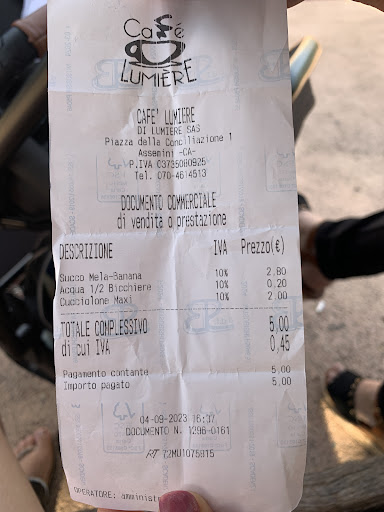 Café
LUMIÈRE
CAFE' LUMIERE
DI LUMIERE SAS
Piazza della Conciliazione 1
Assemini -CA-
P.IVA 03735080925
Tel. 070-4614513
DOCUMENTO COMMERCIALE
di vendita o prestazione
DESCRIZIONE IVA Prezzo(€)
Succo Mela-Banana 10% 2.80
Acqua 1/2 Bicchiere 10% 0.20
Cucciolone Maxi 10% 2.00
TOTALE COMPLESSIVO 5,00
di cui IVA 0,45
Pagamento contante 5.00
Importo pagato 5.00
04-09-2023 16:37
DOCUMENTO N. 1396-0161
RT 72MU1075815
OPERATORE: amminist